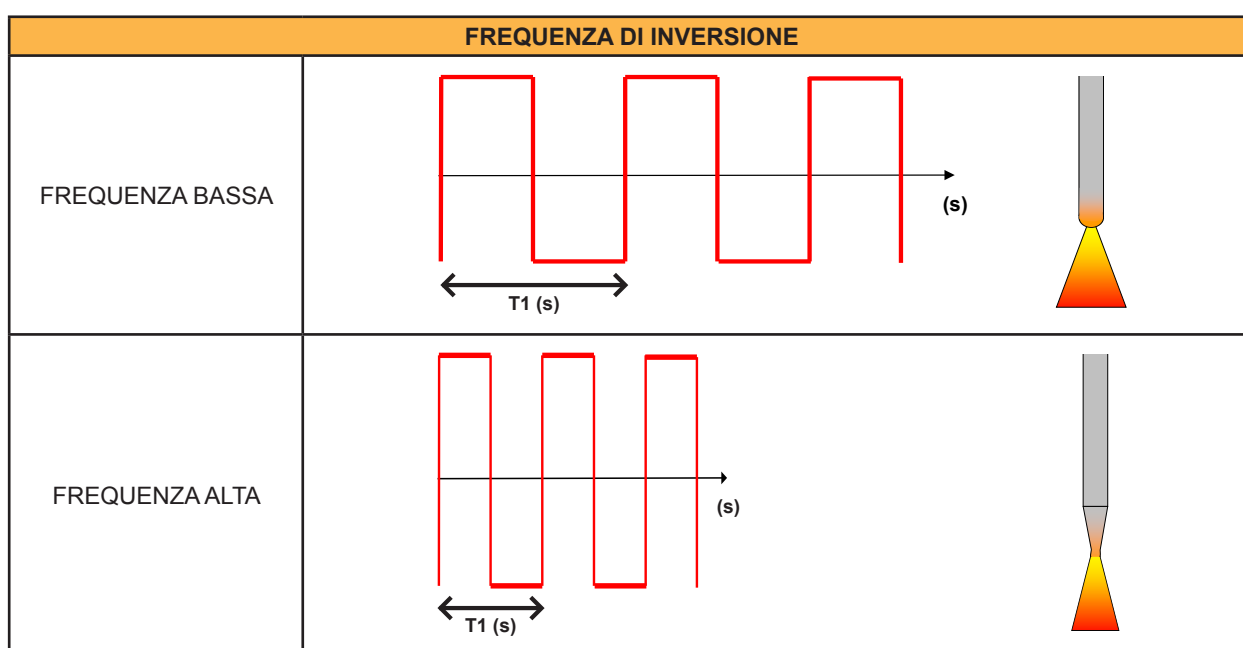 FREQUENZA DI INVERSIONE
FREQUENZA BASSA
(s)
T1 (s)
FREQUENZA ALTA
(s)
T1 (s)